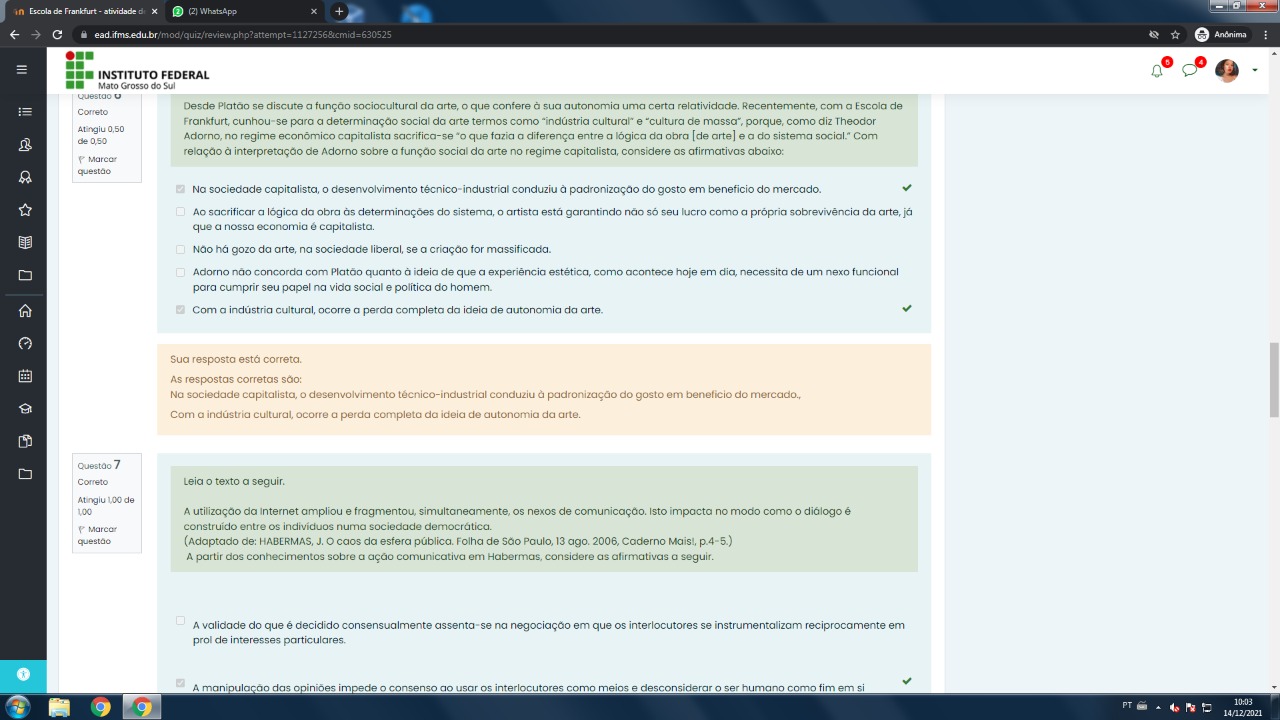 Escola de Frankfurt - atividade d
(2) WhatsApp
ead.ifms.edu.br/mod/quiz/review.php?attempt=1127256&cmid=630525
Anônima
INSTITUTO FEDERAL
Mato Grosso do Sul
6
4
Questão 6
Correto
Atingiu 0,50
de 0,50
Marcar
questão
Desde Platão se discute a função sociocultural da arte, o que confere à sua autonomia uma certa relatividade. Recentemente, com a Escola de
Frankfurt, cunhou-se para a determinação social da arte termos como “indústria cultural” e “cultura de massa”, porque, como diz Theodor
Adorno, no regime econômico capitalista sacrifica-se “o que fazia a diferença entre a lógica da obra [de arte] e a do sistema social.” Com
relação à interpretação de Adorno sobre a função social da arte no regime capitalista, considere as afirmativas abaixo:
Na sociedade capitalista, o desenvolvimento técnico-industrial conduziu à padronização do gosto em benefício do mercado.
Ao sacrificar a lógica da obra às determinações do sistema, o artista está garantindo não só seu lucro como a própria sobrevivência da arte, já
que a nossa economia é capitalista.
Não há gozo da arte, na sociedade liberal, se a criação for massificada.
Adorno não concorda com Platão quanto à ideia de que a experiência estética, como acontece hoje em dia, necessita de um nexo funcional
para cumprir seu papel na vida social e política do homem.
Com a indústria cultural, ocorre a perda completa da ideia de autonomia da arte.
Sua resposta está correta.
As respostas corretas são:
Na sociedade capitalista, o desenvolvimento técnico-industrial conduziu à padronização do gosto em benefício do mercado.,
Com a indústria cultural, ocorre a perda completa da ideia de autonomia da arte.
Questão 7
Correto
Atingiu 1,00 de
1,00
Marcar
questão
Leia o texto a seguir.
A utilização da Internet ampliou e fragmentou, simultaneamente, os nexos de comunicação. Isto impacta no modo como o diálogo é
construído entre os indivíduos numa sociedade democrática.
(Adaptado de: HABERMAS, J. O caos da esfera pública. Folha de São Paulo, 13 ago. 2006, Caderno Mais!, p.4-5.)
A partir dos conhecimentos sobre a ação comunicativa em Habermas, considere as afirmativas a seguir.
A validade do que é decidido consensualmente assenta-se na negociação em que os interlocutores se instrumentalizam reciprocamente em
prol de interesses particulares.
A manipulação das opiniões impede o consenso ao usar os interlocutores como meios e desconsiderar o ser humano como fim em si
PT
10:03
14/12/2021